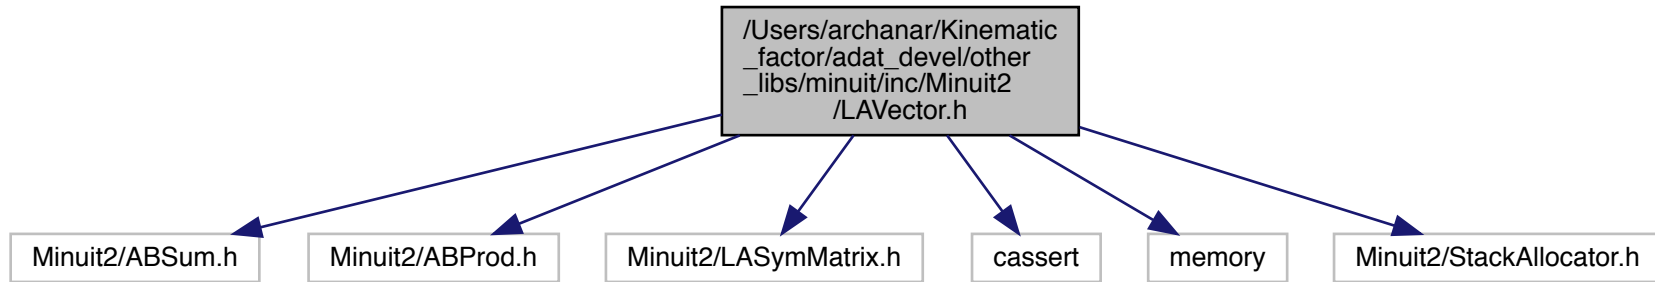 /Users/archanar/Kinematic
_factor/adat_devel/other
_libs/minuit/inc/Minuit2
/LAVector.h
Minuit2/ABSum.h
Minuit2/ABProd.h
Minuit2/LASymMatrix.h
cassert
memory
Minuit2/StackAllocator.h